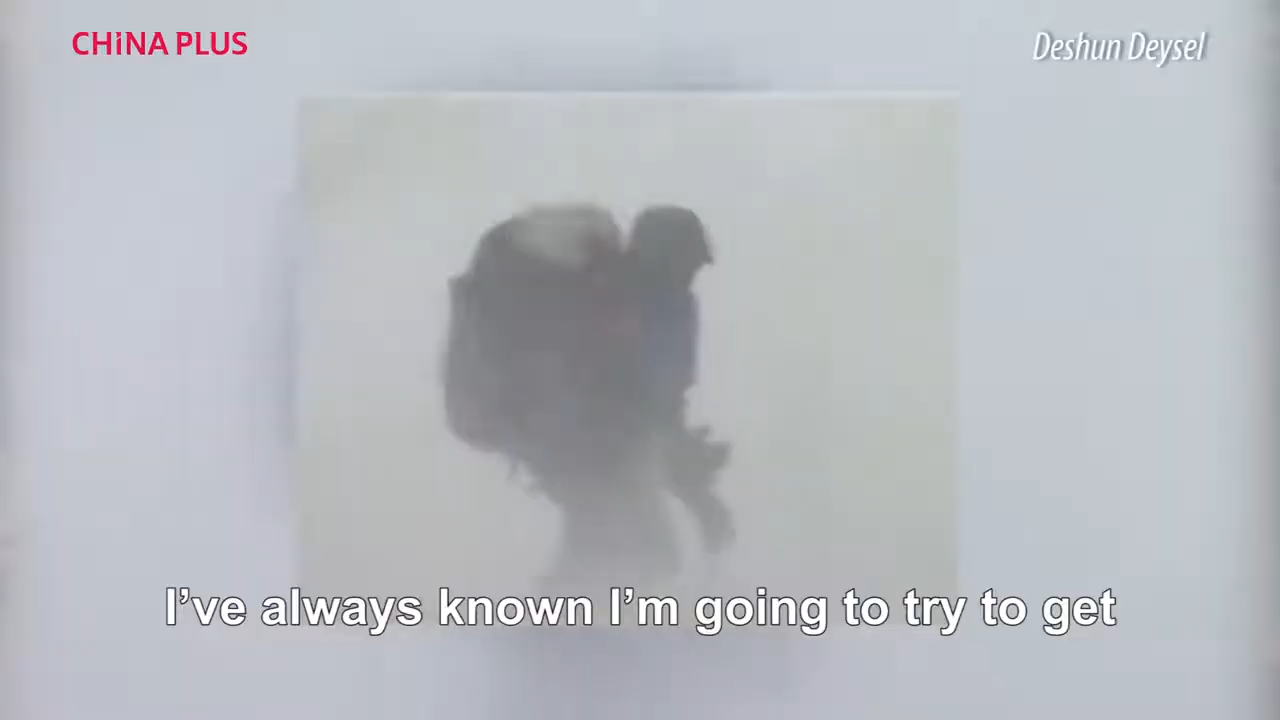 CHiNA PLUS
Deshun Deysel
I’ve always known I’m going to try to get